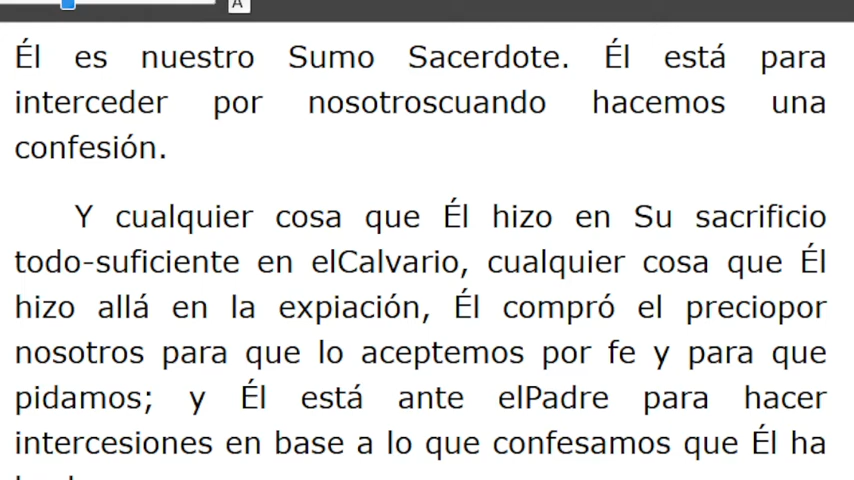 A
Él es nuestro Sumo Sacerdote. Él está para
interceder por nosotroscuando hacemos una
confesión.
Y cualquier cosa que Él hizo en Su sacrificio
todo-suficiente en elCalvario, cualquier cosa que Él
hizo allá en la expiación, Él compró el preciopor
nosotros para que lo aceptemos por fe y para que
pidamos; y Él está ante elPadre para hacer
intercesiones en base a lo que confesamos que Él ha